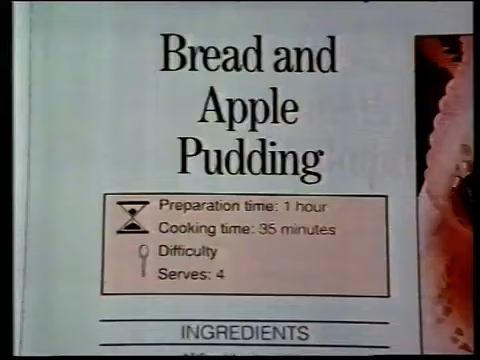 Bread and
Apple
Pudding
Preparation time: 1 hour
Cooking time: 35 minutes
Difficulty
Serves: 4
INGREDIENTS